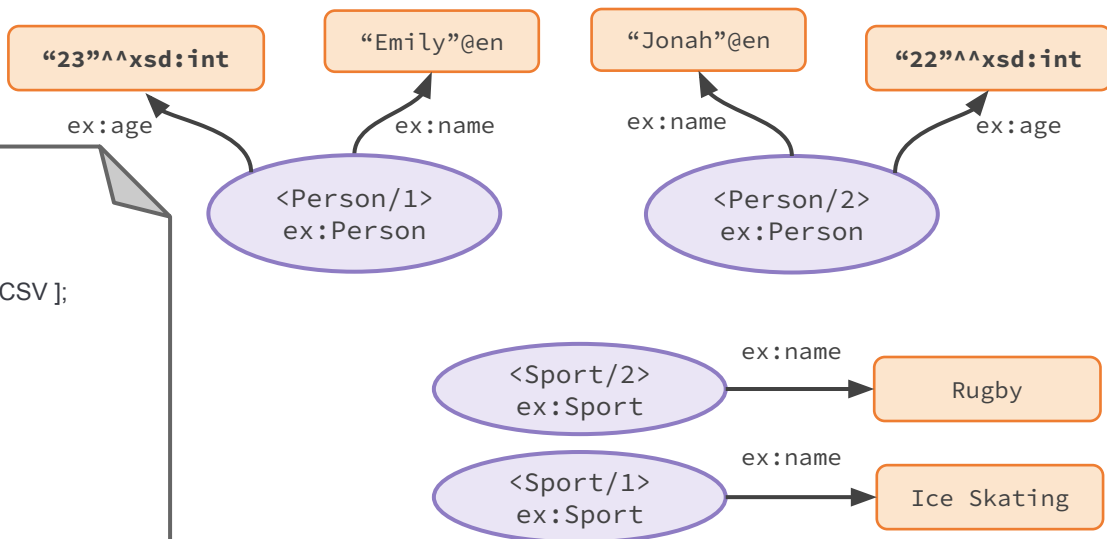 “23”^^xsd:int
“Emily”@en
“Jonah”@en
“22”^^xsd:int
ex:age
ex:name
ex:name
ex:age
<Person/1>
ex:Person
<Person/2>
ex:Person
CSV ];
<Sport/2>
ex:Sport
ex:name
Rugby
<Sport/1>
ex:Sport
ex:name
Ice Skating